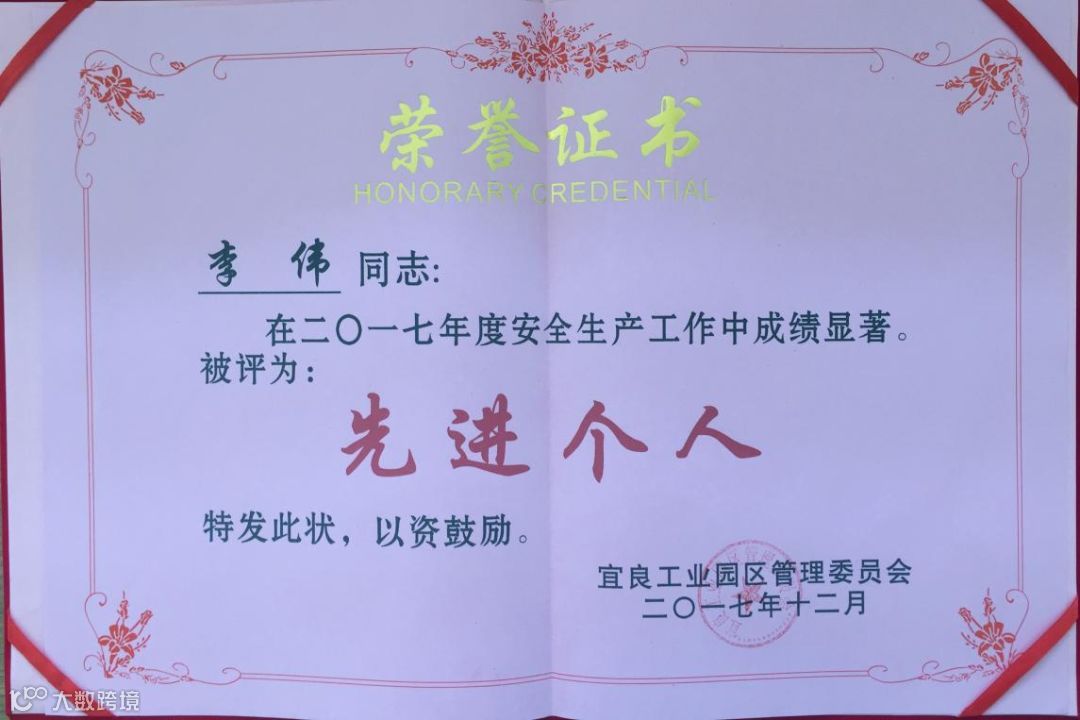 荣誉证书
HONORARY CREDENTIAL
李伟同志:
在二〇一七年度安全生产工作中成绩显著。
被评为:
先进个人
特发此状，以资鼓励。
宜良工业园区管理委员会
二〇一七年十二月
大数跨境